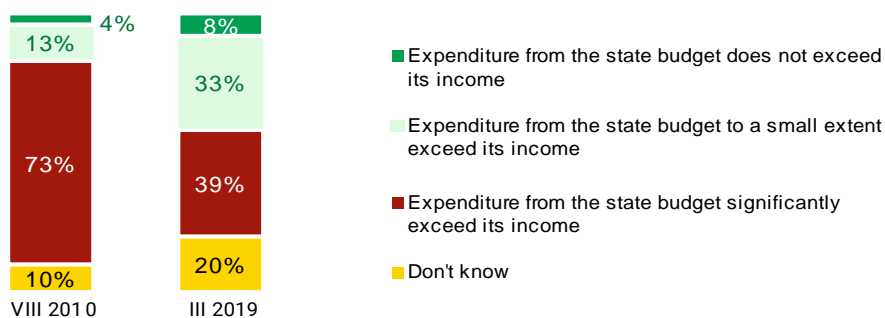 4%
13%
73%
10%
VIII 2010
8%
33%
39%
20%
III 2019
Expenditure from the state budget does not exceed
its income
Expenditure from the state budget to a small extent
exceed its income
Expenditure from the state budget significantly
exceed its income
Don't know